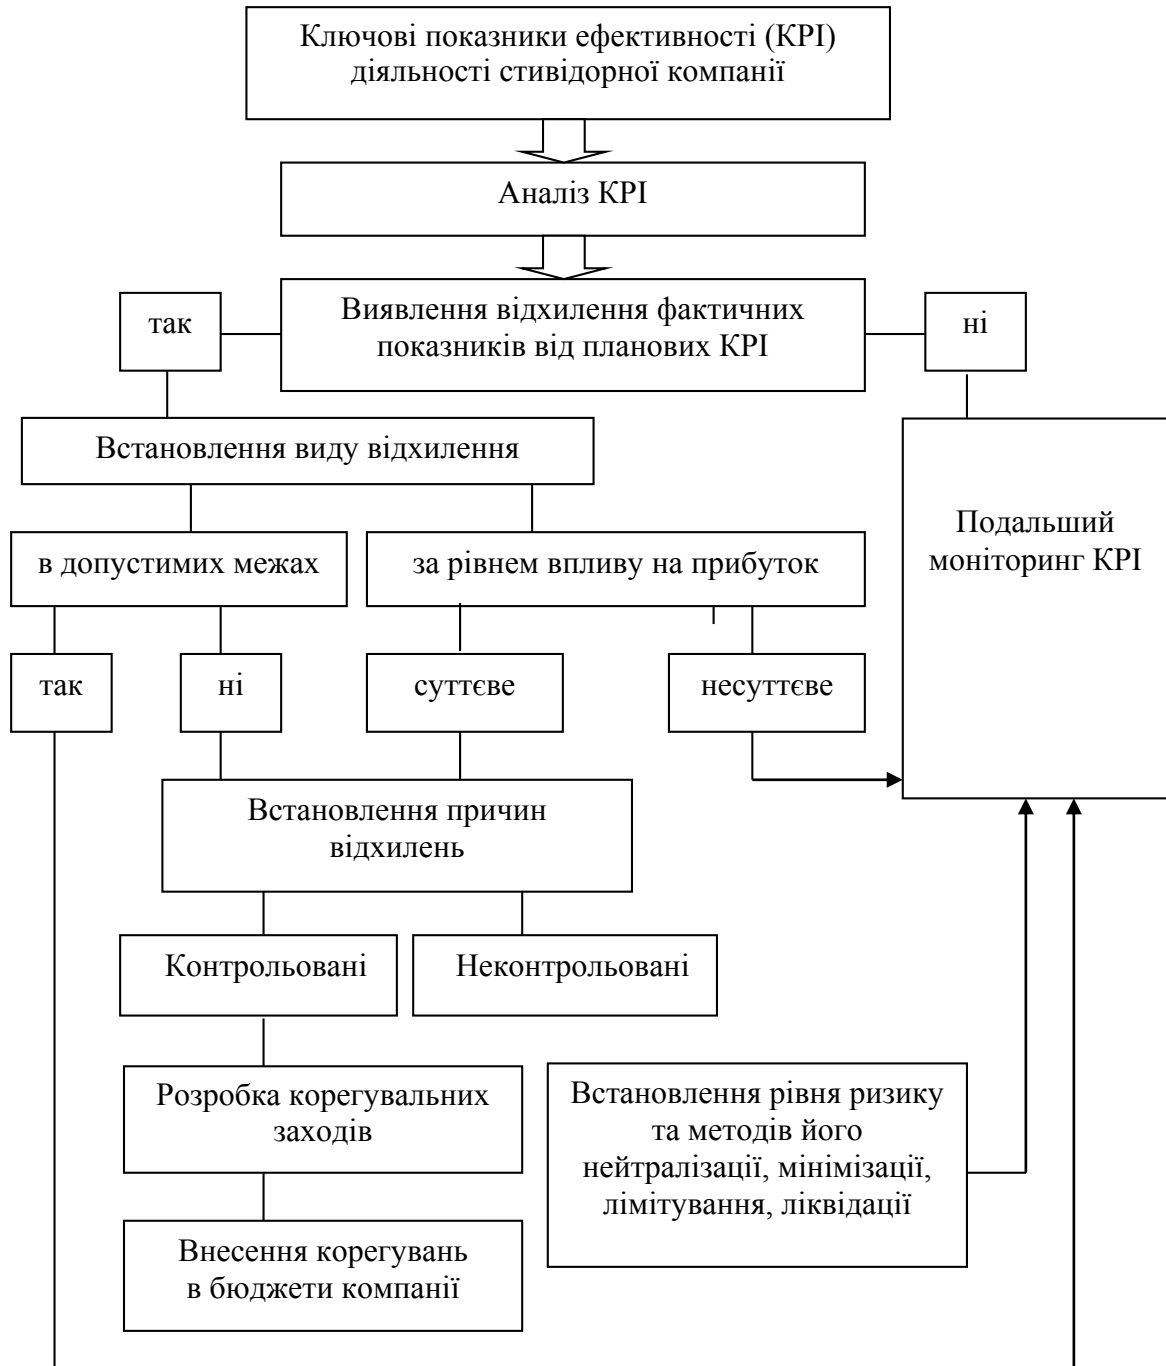 Ключові показники ефективності (КРІ)
діяльності стивідорної компанії
Аналіз КРІ
так
Виявлення відхилення фактичних
показників від планових КРІ
ні
Встановлення виду відхилення
Подальший
моніторинг КРІ
в допустимих межах
за рівнем впливу на прибуток
так
ні
суттєве
несуттєве
Встановлення причин
відхилень
Контрольовані
Неконтрольовані
Розробка корегувальних
заходів
Встановлення рівня ризику
та методів його
нейтралізації, мінімізації,
лімітування, ліквідації
Внесення корегувань
в бюджети компанії